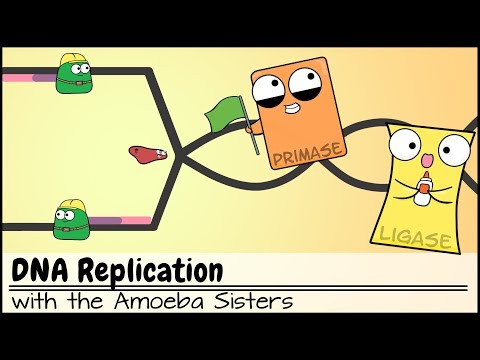 PRIMASE
LIGASE
DNA Replication
with the Amoeba Sisters